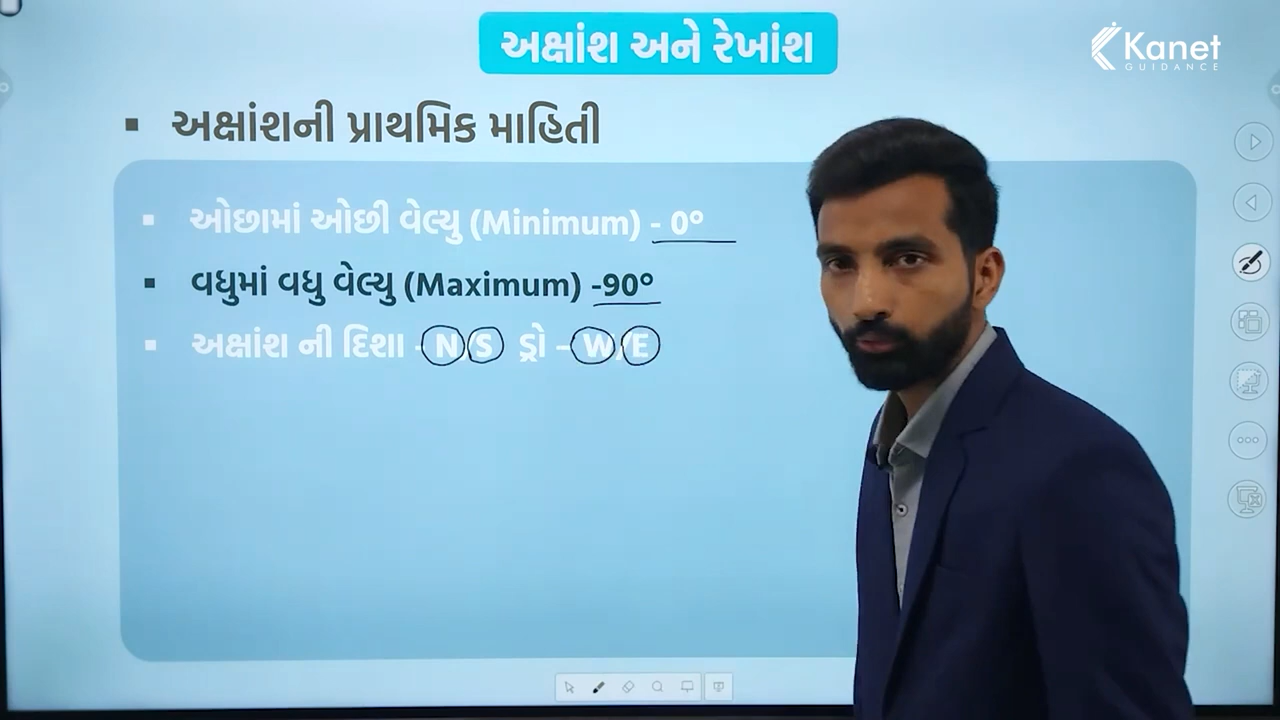 અક્ષાંશ અને રેખાંશ
Kanet
GUIDANCE
▪ અક્ષાંશની પ્રાથમિક માહિતી
▪ ઓછામાં ઓછી વેલ્યુ (Minimum) - 0°
▪ વધુમાં વધુ વેલ્યુ (Maximum) -90°
▪ અક્ષાંશ ની દિશા - N/S ડ્રો – W/E